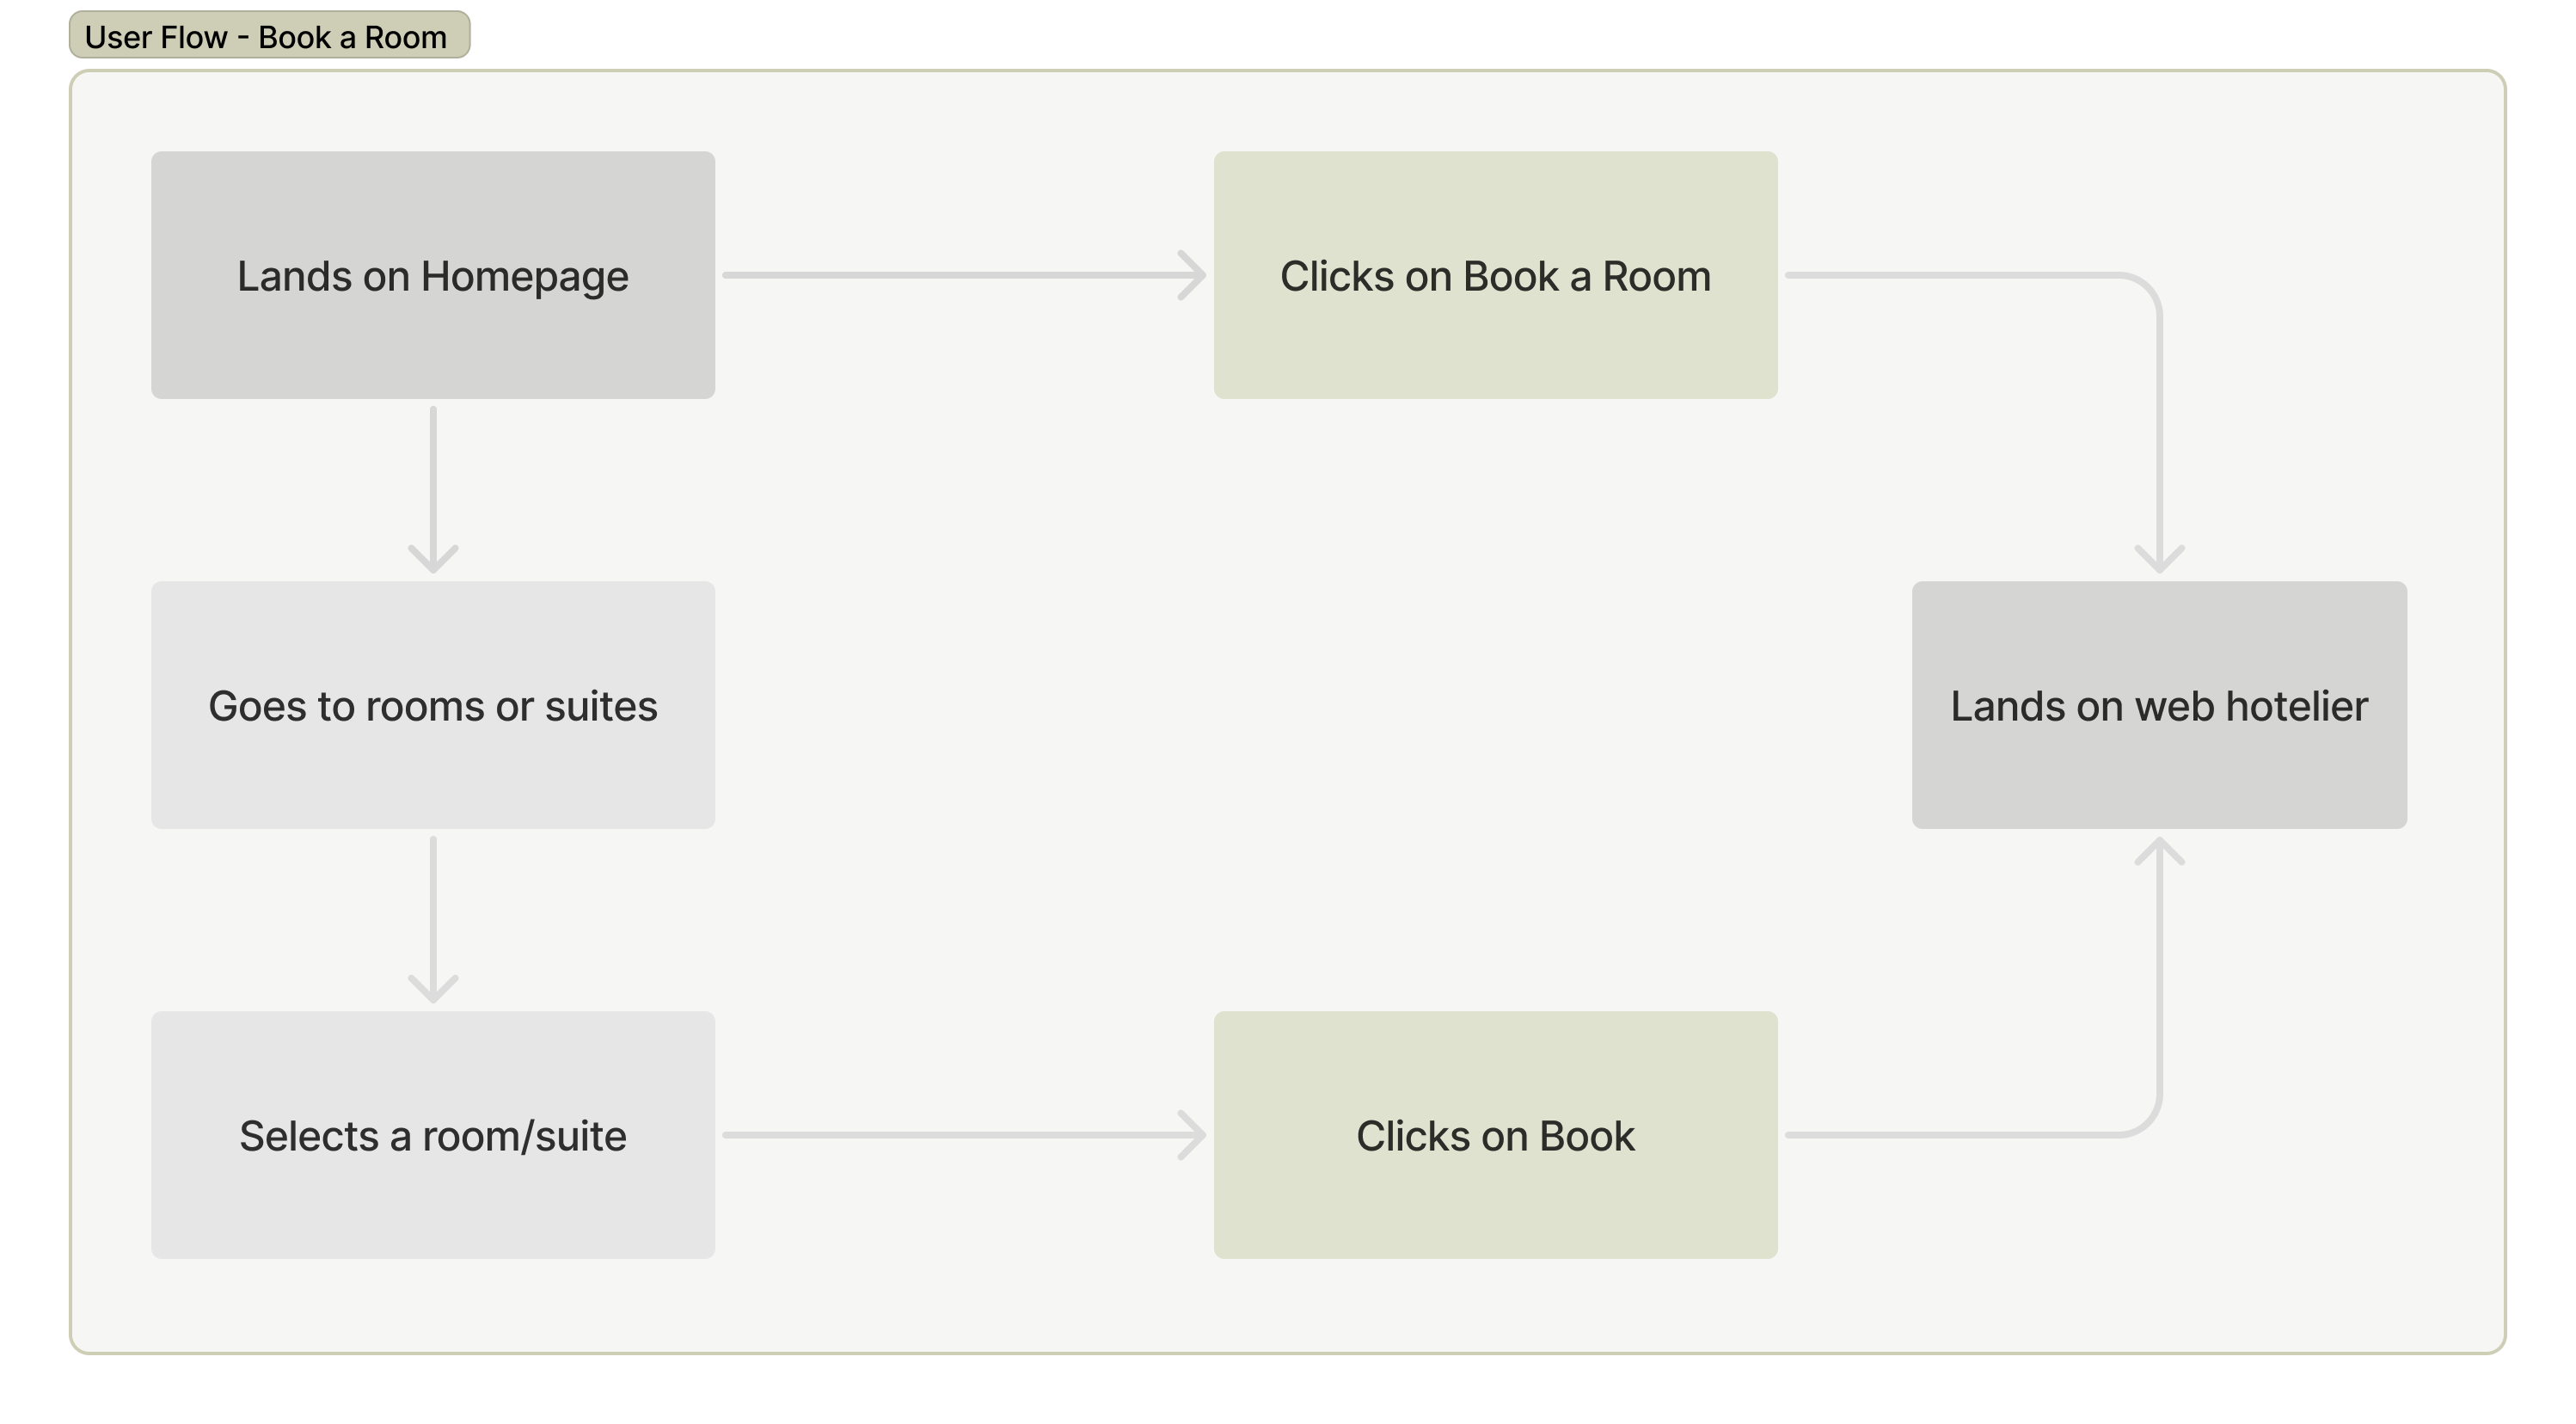 User Flow - Book a Room
Lands on Homepage
Clicks on Book a Room
Goes to rooms or suites
Lands on web hotelier
Selects a room/suite
Clicks on Book